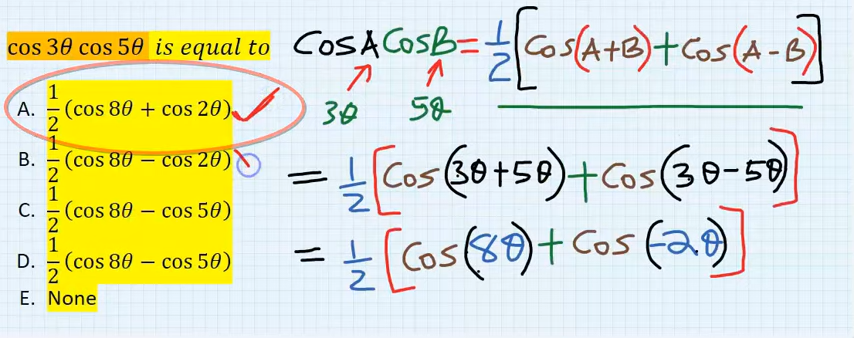 cos 3θ cos 5θ is equal to
A. 1/2 (cos 8θ + cos 2θ)
B. 1/2 (cos 8θ − cos 2θ)
C. 1/2 (cos 8θ − cos 5θ)
D. 1/2 (cos 8θ − cos 5θ)
E. None
CosA CosB = 1/2 [Cos(A+B) + Cos(A−B)]
3θ 5θ
= 1/2 [Cos(3θ+5θ) + Cos(3θ−5θ)]
= 1/2 [Cos(8θ) + Cos(−2θ)]